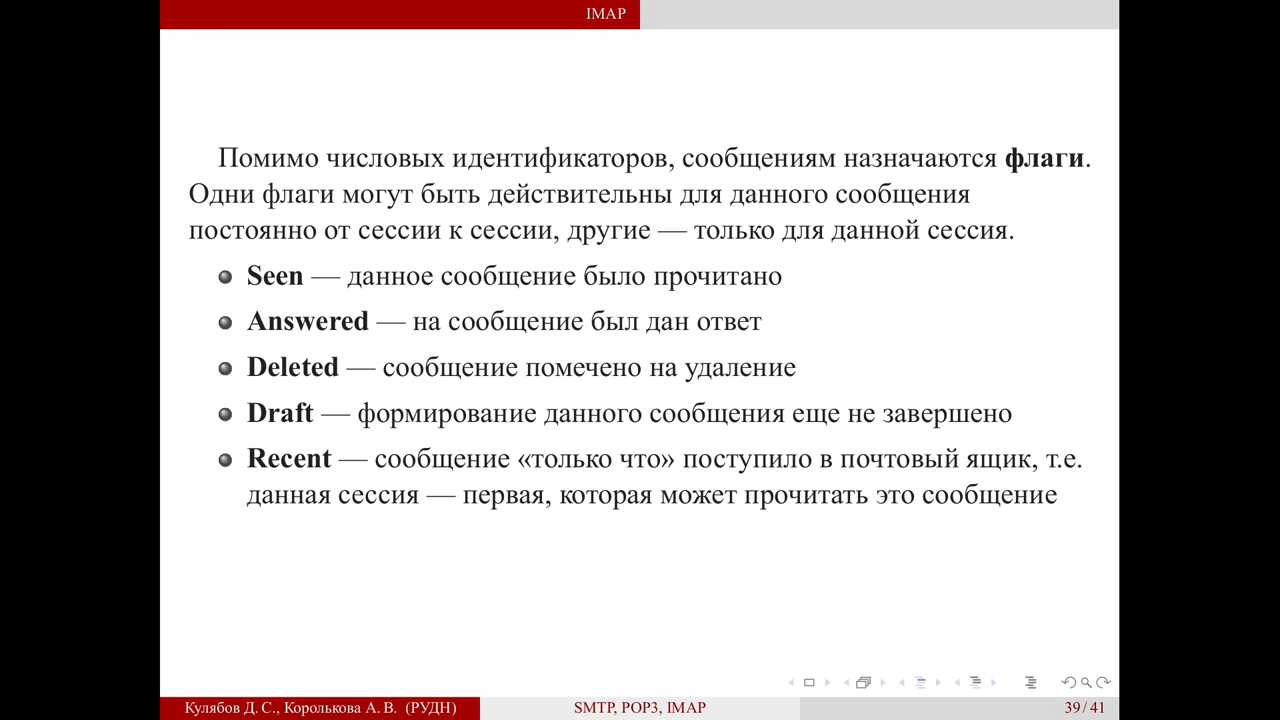 IMAP
Помимо числовых идентификаторов, сообщениям назначаются флаги.
Одни флаги могут быть действительны для данного сообщения
постоянно от сессии к сессии, другие — только для данной сессия.
Seen — данное сообщение было прочитано
Answered — на сообщение был дан ответ
Deleted — сообщение помечено на удаление
Draft — формирование данного сообщения еще не завершено
Recent — сообщение «только что» поступило в почтовый ящик, т.е.
данная сессия — первая, которая может прочитать это сообщение
Кулябов Д. С., Королькова А. В. (РУДН) SMTP, POP3, IMAP 39 / 41